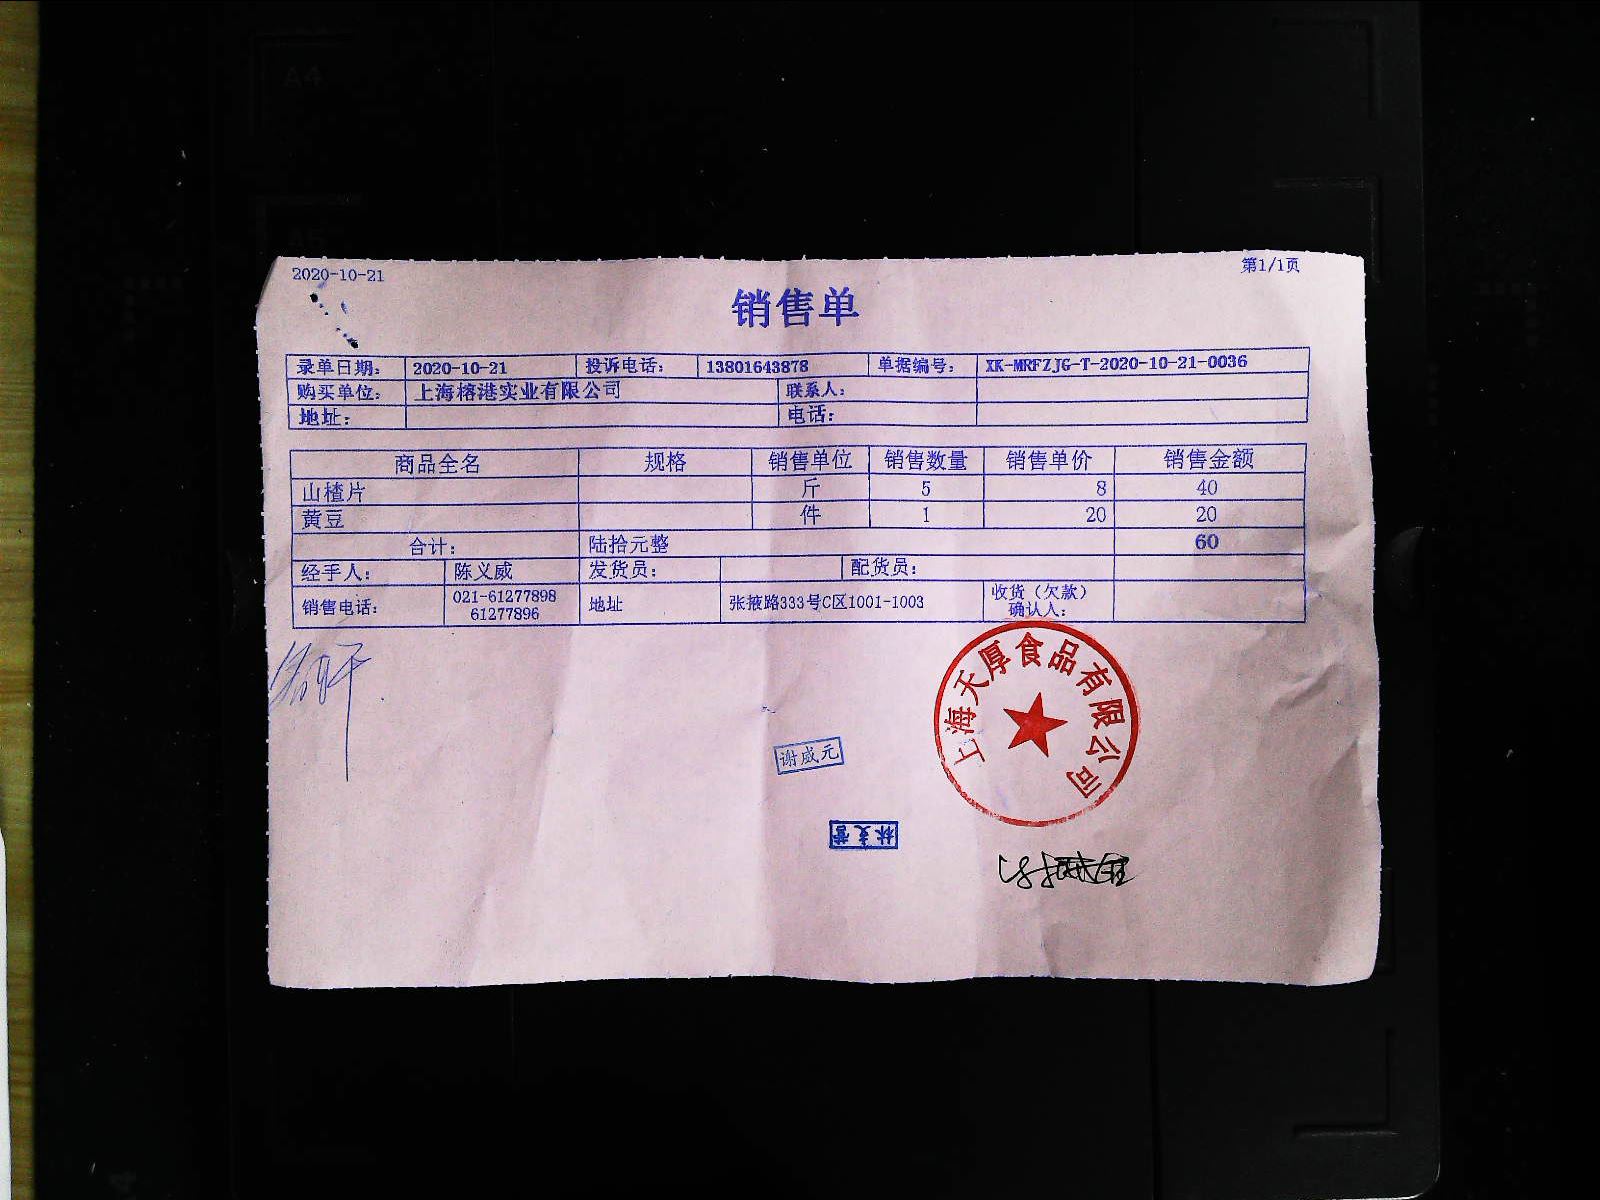 A4
A5
2020-10-21 第1/1页
销售单
录单日期: 2020-10-21 投诉电话: 13801643878 单据编号: XK-MRFZJG-T-2020-10-21-0036
购买单位: 上海榕港实业有限公司 联系人:
地址: 电话:
商品全名 规格 销售单位 销售数量 销售单价 销售金额
山楂片 斤 5 8 40
黄豆 件 1 20 20
合计: 陆拾元整 60
经手人: 陈义威 发货员: 配货员:
销售电话: 021-61277898 61277896 地址 张掖路333号C区1001-1003 收货(欠款)确认人:
上海天厚食品有限公司
谢威元